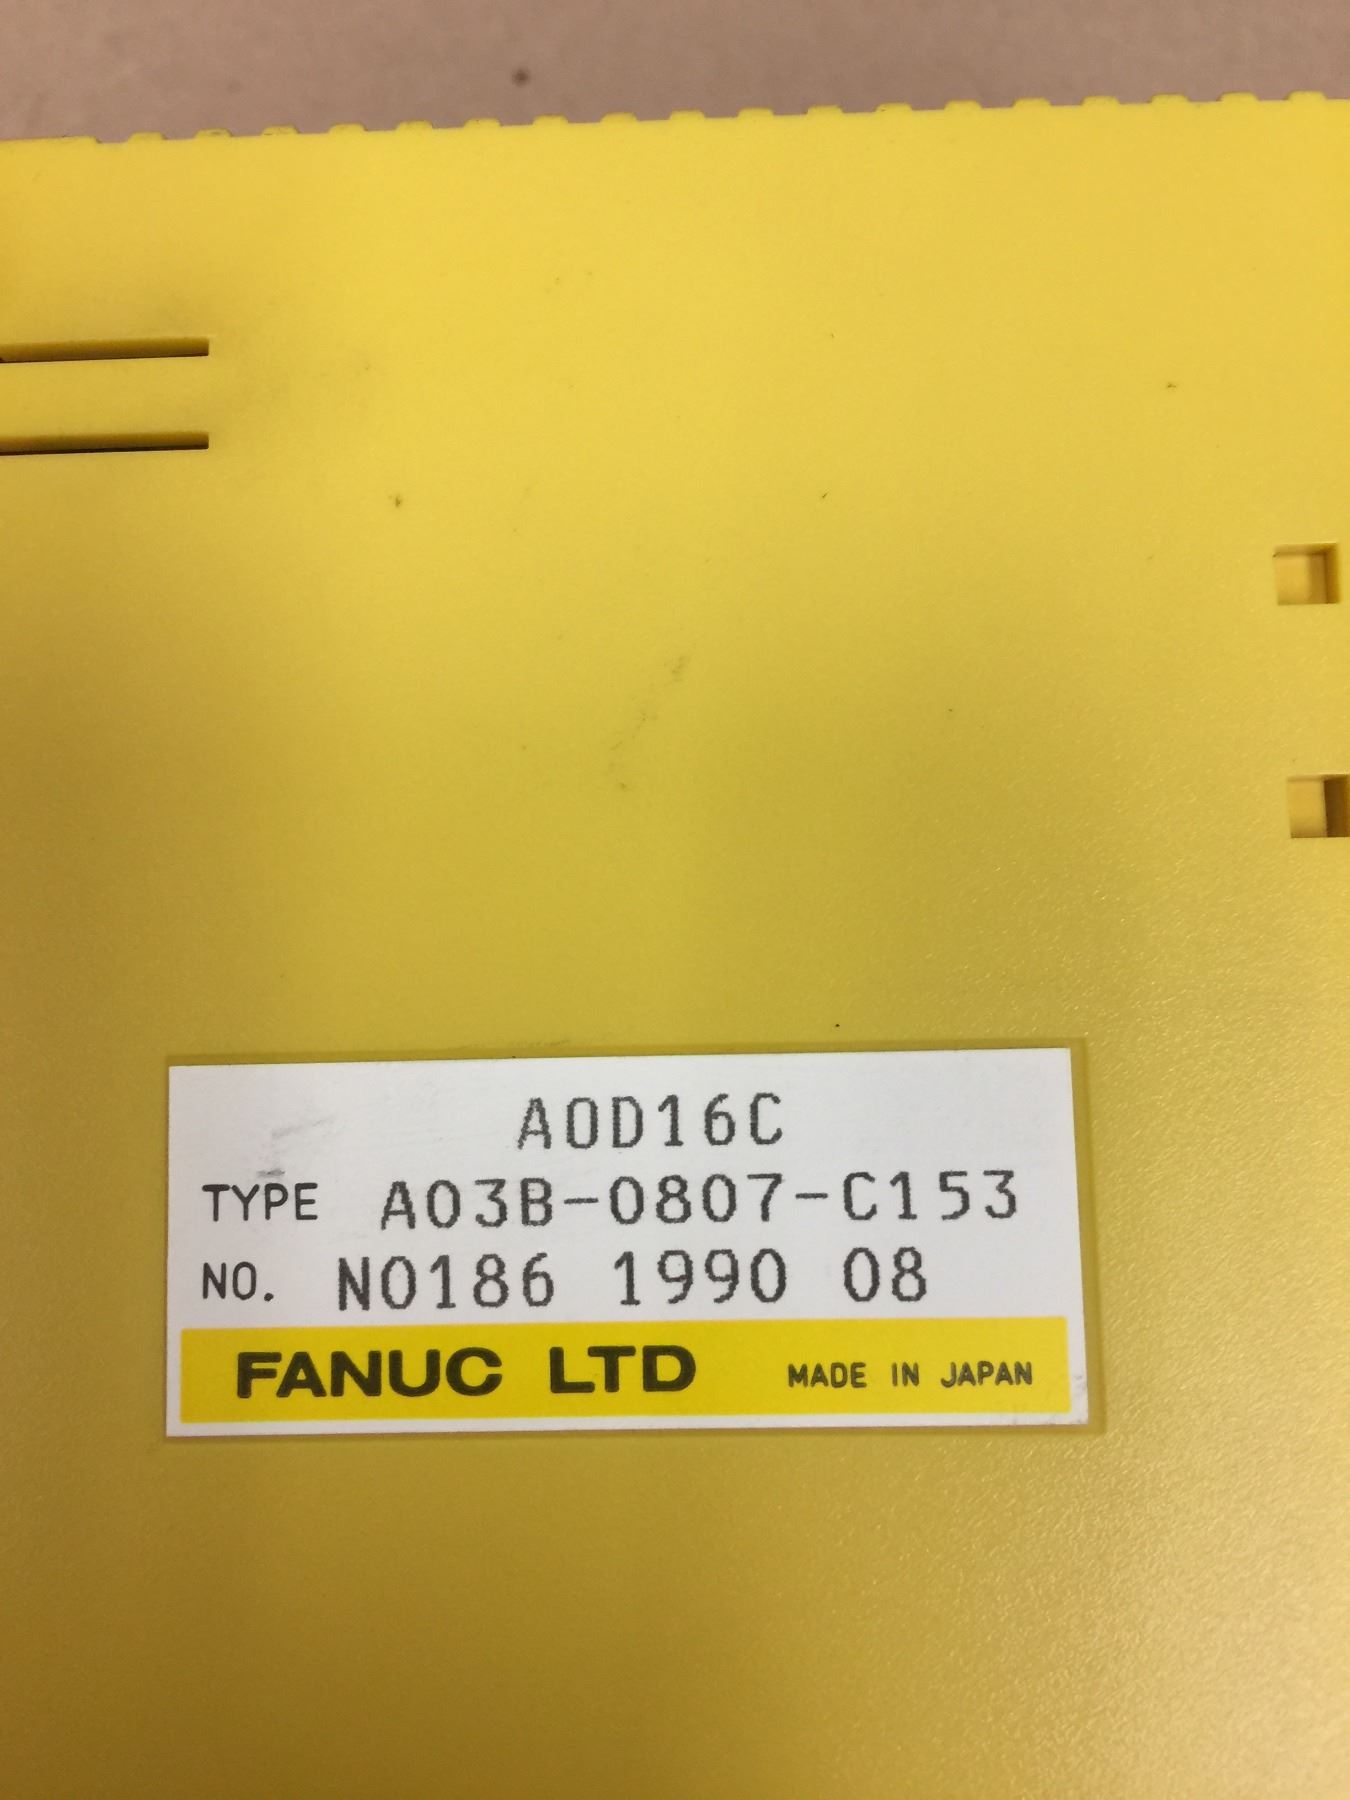 AOD16C
TYPE A03B-0807-C153
NO. N0186 1990 08
FANUC LTD MADE IN JAPAN